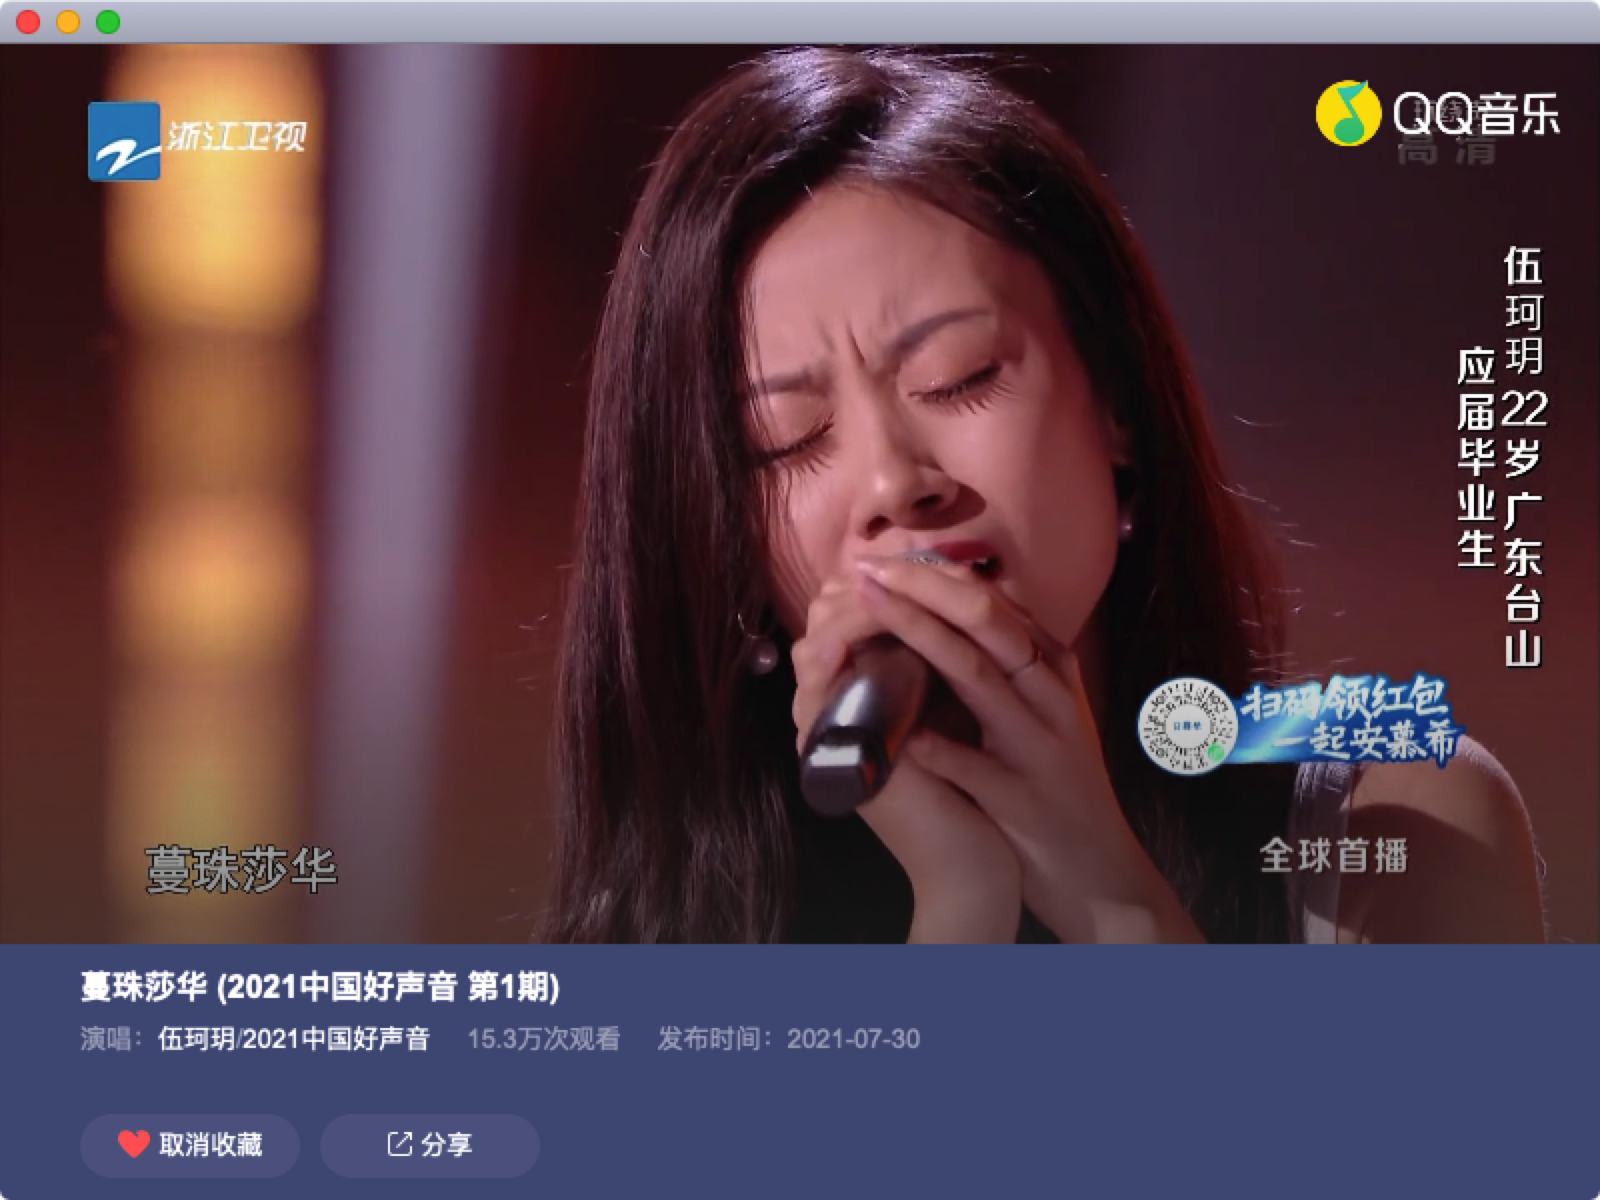 浙江卫视
QQ音乐
高清
伍珂玥 22岁 广东台山
应届毕业生
扫码领红包
一起安慕希
全球首播
蔓珠莎华
蔓珠莎华 (2021中国好声音 第1期)
演唱：伍珂玥/2021中国好声音 15.3万次观看 发布时间：2021-07-30
取消收藏
分享